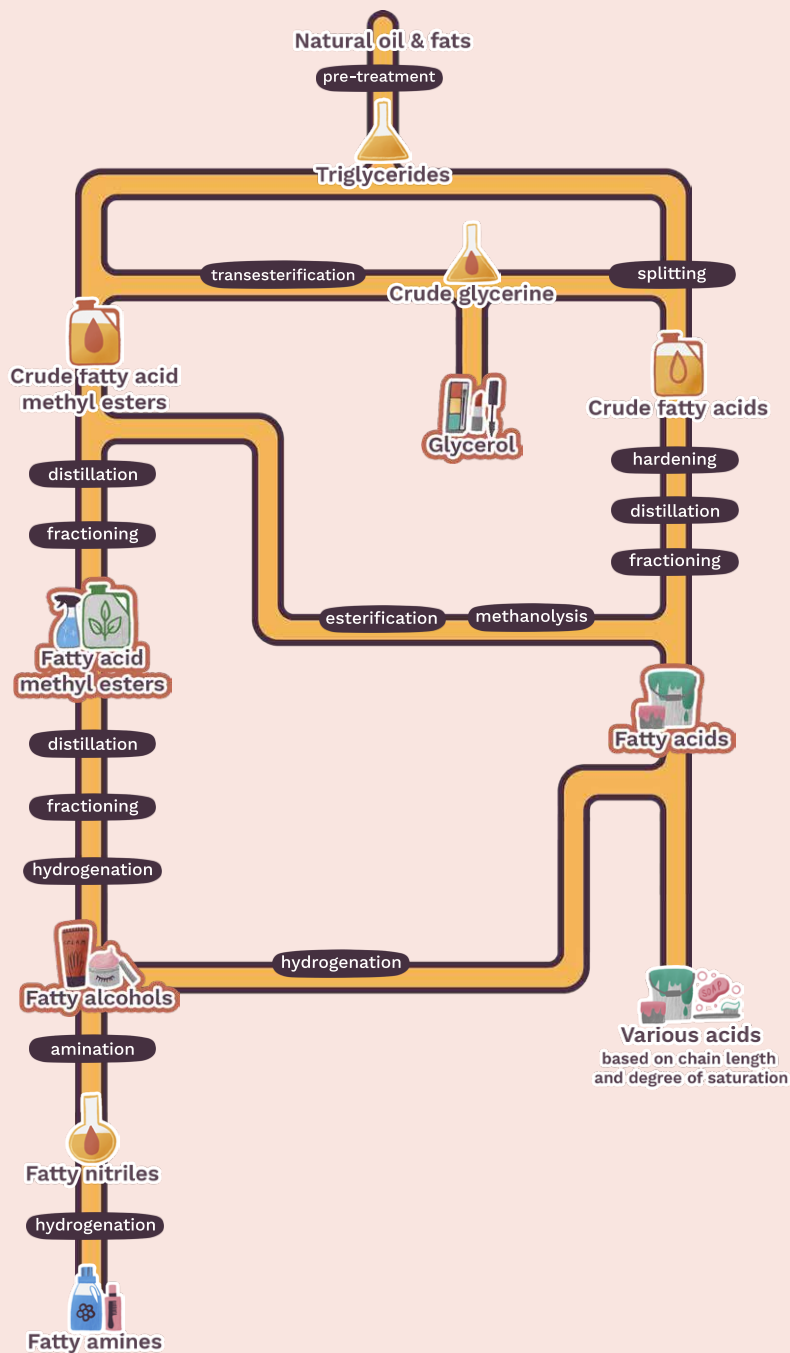 Natural oil & fats
pre-treatment
Triglycerides
transesterification
splitting
Crude glycerine
Crude fatty acid
methyl esters
Crude fatty acids
Glycerol
hardening
distillation
distillation
fractioning
fractioning
esterification
methanolysis
Fatty acid
methyl esters
Fatty acids
distillation
fractioning
hydrogenation
CREAM
hydrogenation
SOAP
Fatty alcohols
Various acids
based on chain length
and degree of saturation
amination
Fatty nitriles
hydrogenation
Fatty amines